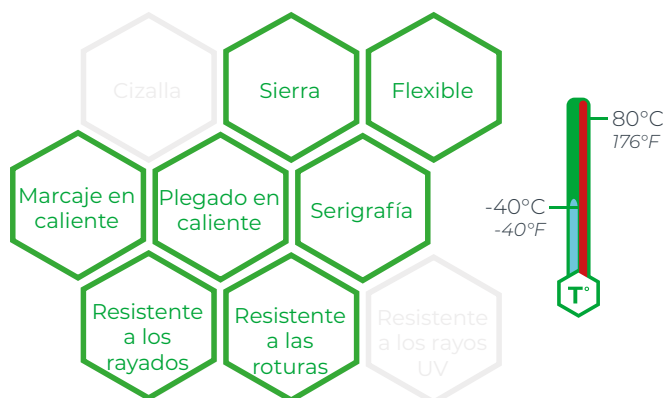 Cizalla
Sierra
Flexible
Marcaje en
caliente
Plegado en
caliente
Serigrafía
Resistente
a los
rayados
Resistente
a las
roturas
Resistente
a los rayos
UV
80°C
176°F
-40°C
-40°F
T°